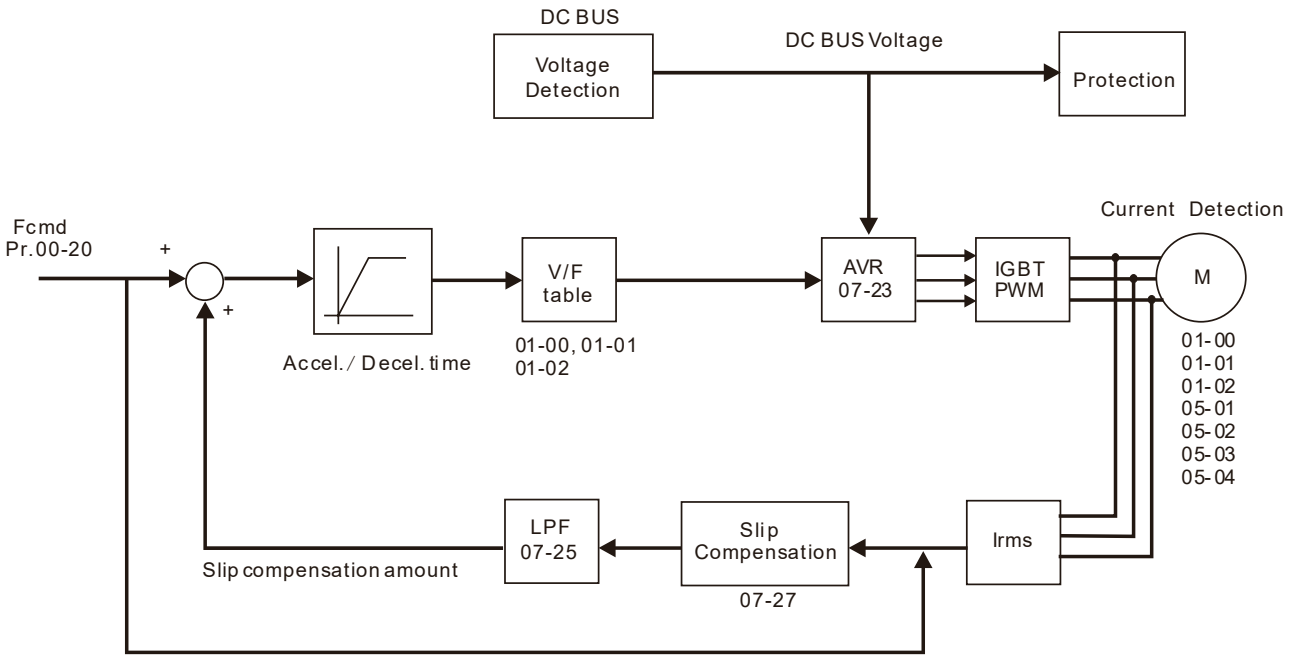 DC BUS
Voltage
Detection
DC BUS Voltage
Protection
Current Detection
Fcmd
Pr.00-20
+
+
Accel./ Decel. time
V/F
table
01-00, 01-01
01-02
AVR
07-23
IGBT
PWM
M
01-00
01-01
01-02
05-01
05-02
05-03
05-04
LPF
07-25
Slip
Compensation
07-27
Irms
Slip compensation amount